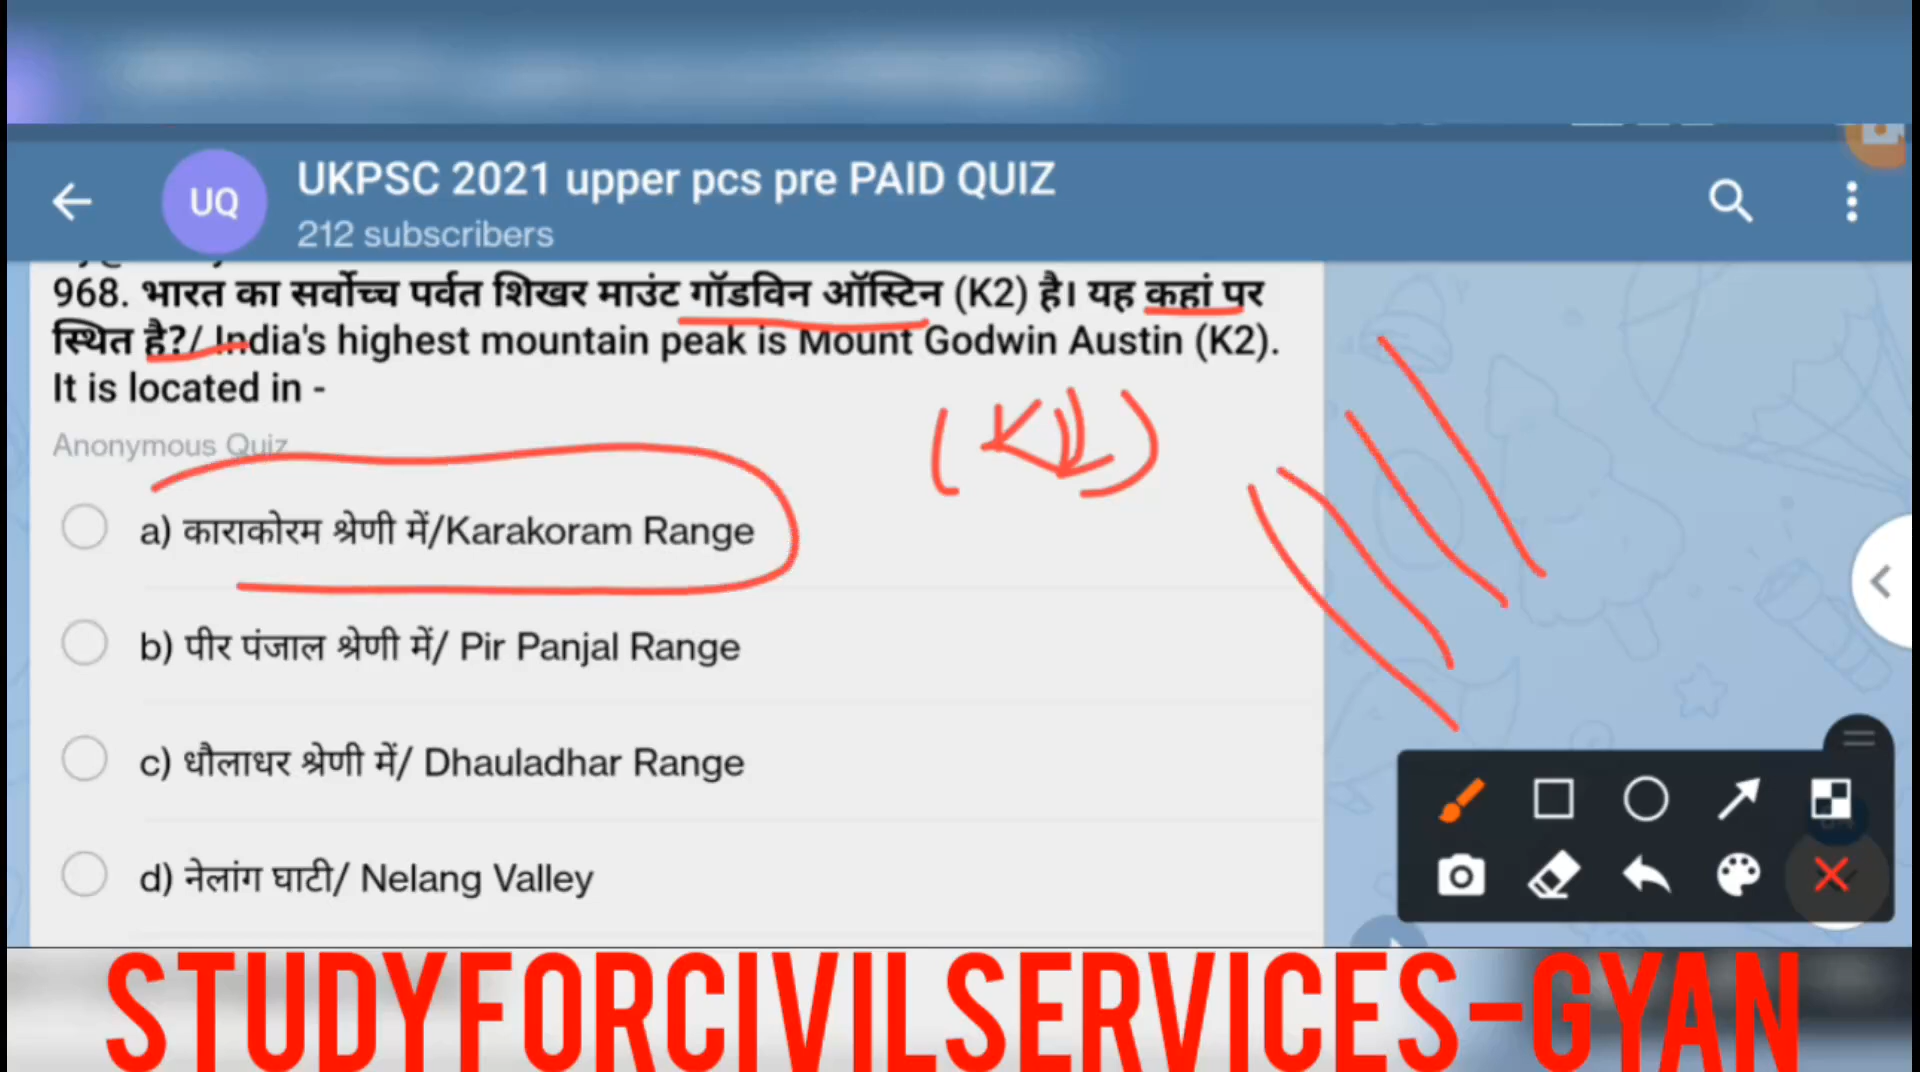 UQ
UKPSC 2021 upper pcs pre PAID QUIZ
212 subscribers
968. भारत का सर्वोच्च पर्वत शिखर माउंट गॉडविन ऑस्टिन (K2) है। यह कहां पर
स्थित है?/ India's highest mountain peak is Mount Godwin Austin (K2).
It is located in -
Anonymous Quiz
a) काराकोरम श्रेणी में/Karakoram Range
b) पीर पंजाल श्रेणी में/ Pir Panjal Range
c) धौलाधर श्रेणी में/ Dhauladhar Range
d) नेलांग घाटी/ Nelang Valley
STUDYFORCIVILSERVICES-GYAN